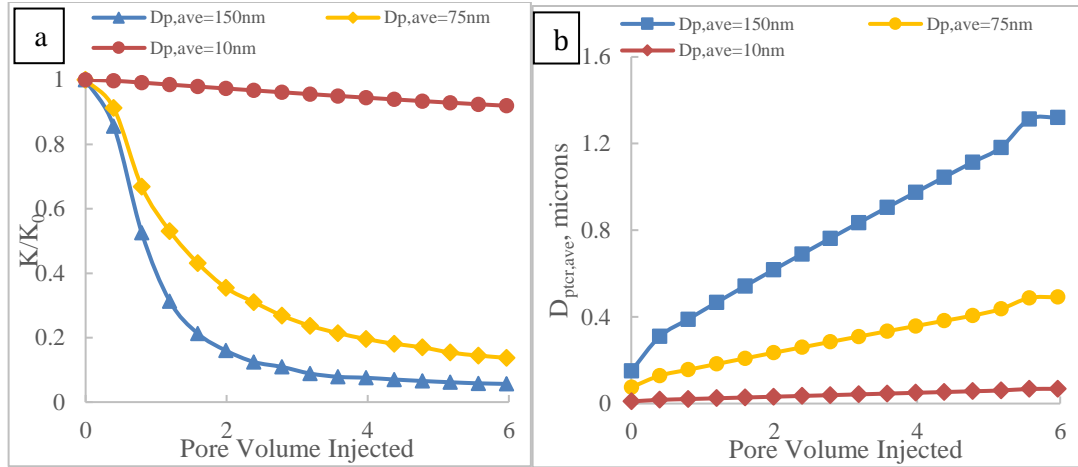 a
Dp,ave=150nm
Dp,ave=75nm
Dp,ave=10nm
1
0.8
0.6
0.4
0.2
0
K/K0
0 2 4 6
Pore Volume Injected
b
Dp,ave=150nm
Dp,ave=75nm
Dp,ave=10nm
1.6
1.2
0.8
0.4
0
Dptcr,ave, microns
0 2 4 6
Pore Volume Injected